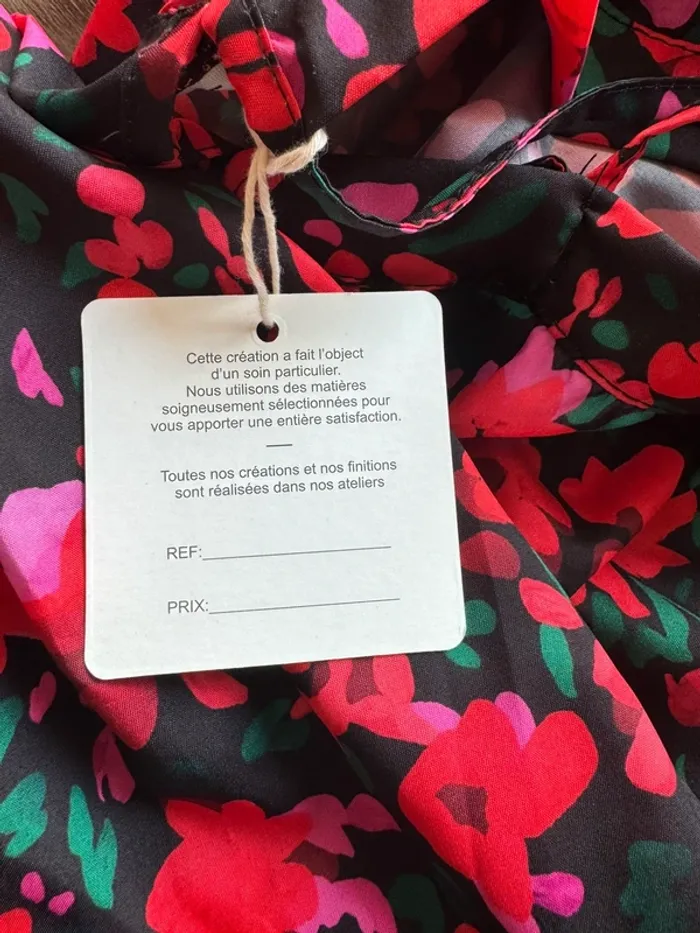 Cette création a fait l'object
d'un soin particulier.
Nous utilisons des matières
soigneusement sélectionnées pour
vous apporter une entière satisfaction.
Toutes nos créations et nos finitions
sont réalisées dans nos ateliers
REF:
PRIX: